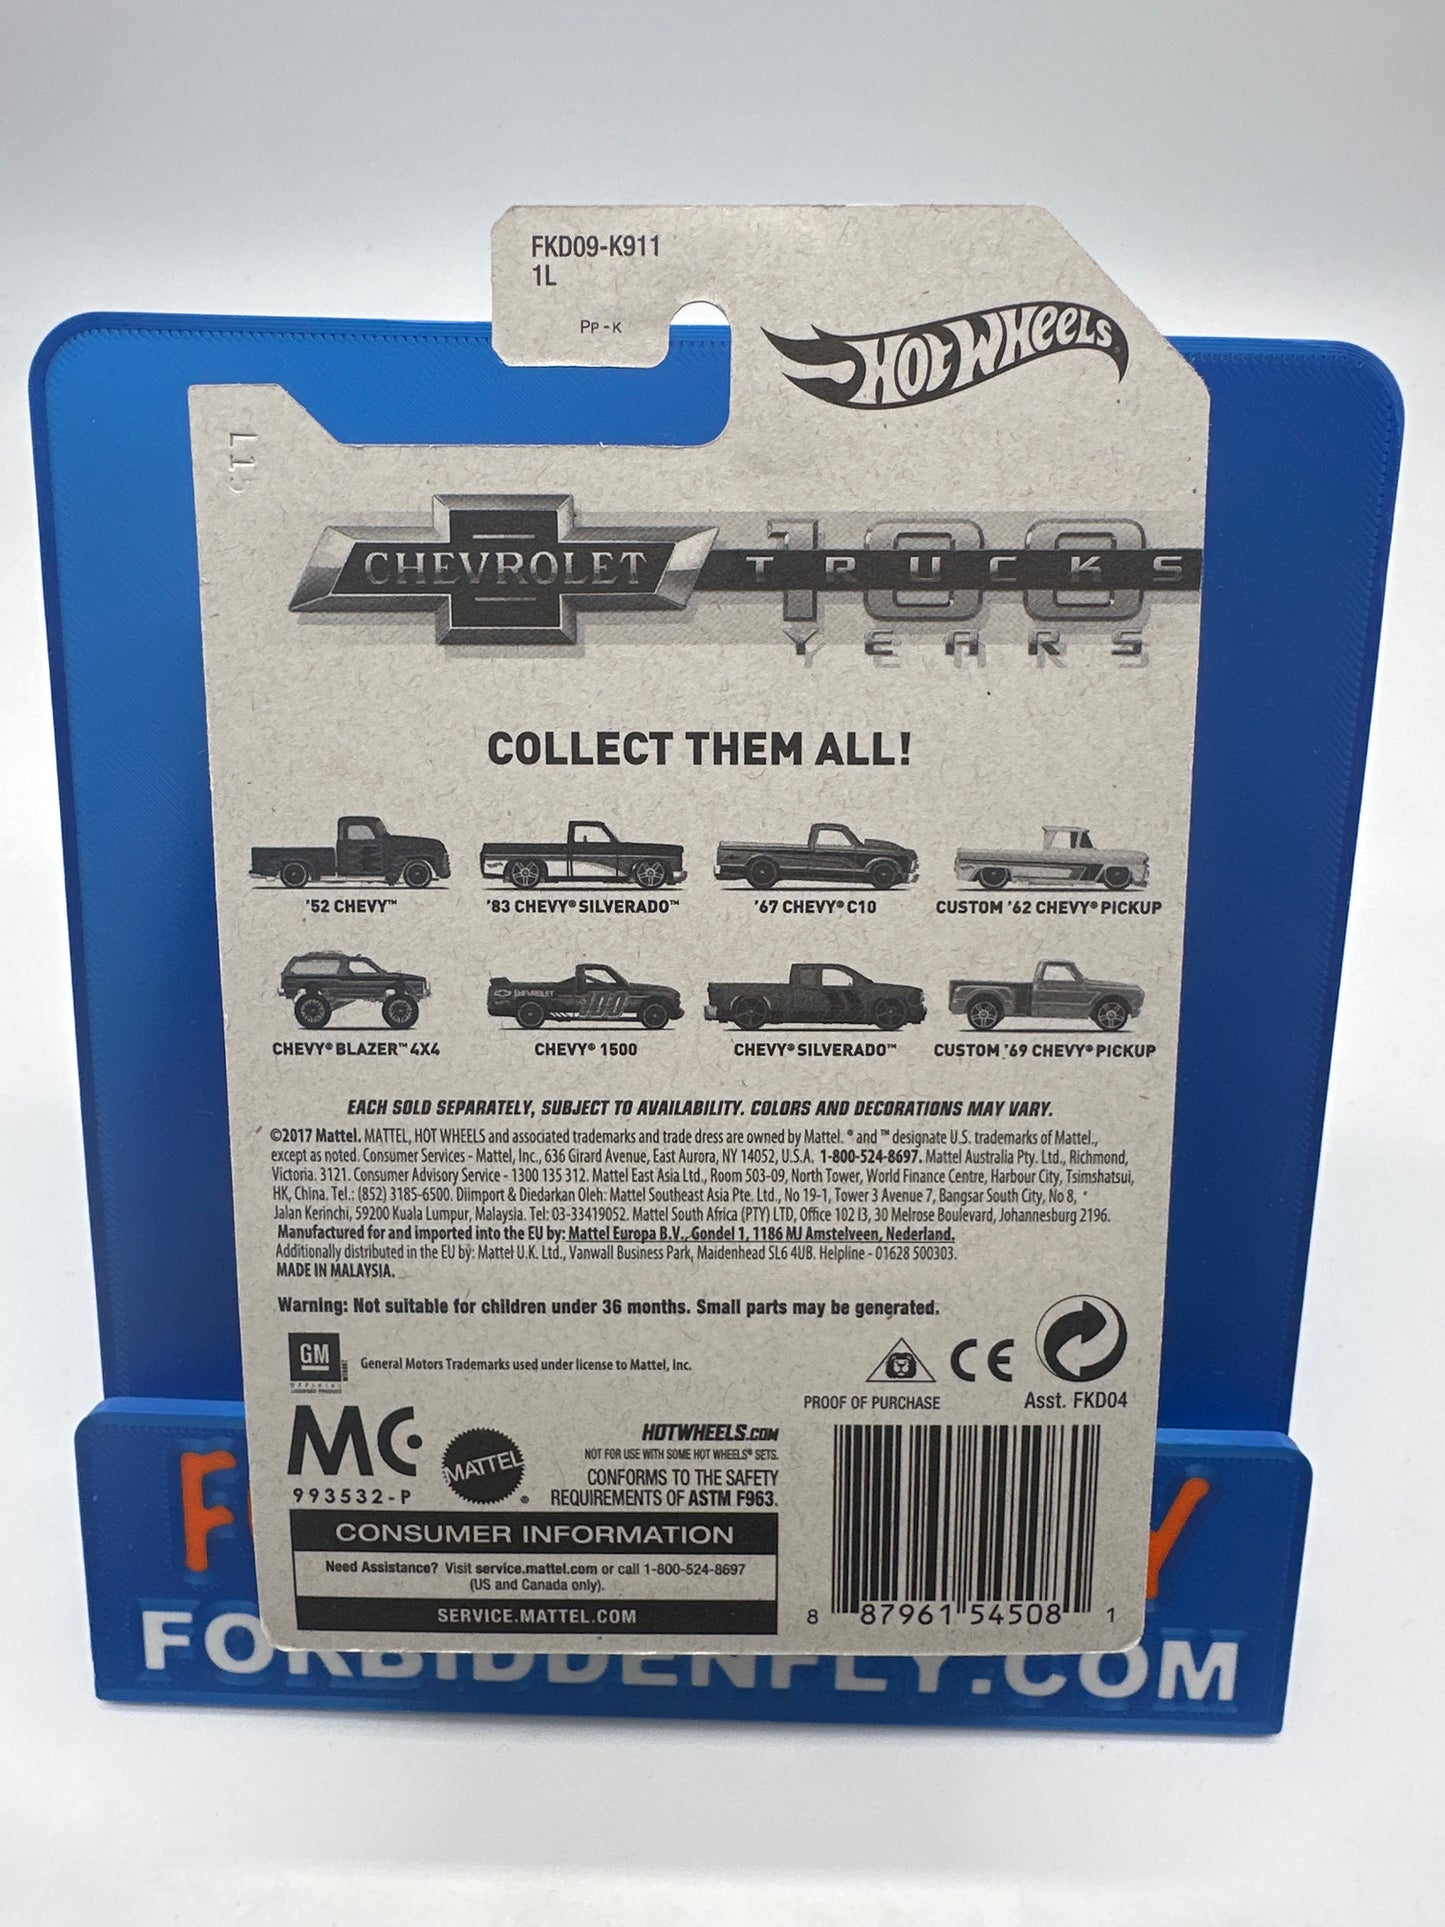 FKD09-K911
1L
Pp-K
HOT WHEELS
L15
CHEVROLET
TRUCKS
100
YEARS
COLLECT THEM ALL!
'52 CHEVY™
'83 CHEVY® SILVERADO™
'67 CHEVY® C10
CUSTOM '62 CHEVY® PICKUP
CHEVROLET
100
CHEVY® BLAZER™ 4X4
CHEVY® 1500
CHEVY® SILVERADO™
CUSTOM '69 CHEVY® PICKUP
EACH SOLD SEPARATELY, SUBJECT TO AVAILABILITY. COLORS AND DECORATIONS MAY VARY.
©2017 Mattel. MATTEL, HOT WHEELS and associated trademarks and trade dress are owned by Mattel. ® and ™ designate U.S. trademarks of Mattel.,
except as noted. Consumer Services - Mattel, Inc., 636 Girard Avenue, East Aurora, NY 14052, U.S.A. 1-800-524-8697. Mattel Australia Pty. Ltd., Richmond,
Victoria. 3121. Consumer Advisory Service - 1300 135 312. Mattel East Asia Ltd., Room 503-09, North Tower, World Finance Centre, Harbour City, Tsimshatsui,
HK, China. Tel.: (852) 3185-6500. Diimport & Diedarkan Oleh: Mattel Southeast Asia Pte. Ltd., No 19-1, Tower 3 Avenue 7, Bangsar South City, No 8,
Jalan Kerinchi, 59200 Kuala Lumpur, Malaysia. Tel: 03-33419052. Mattel South Africa (PTY) LTD, Office 102 I3, 30 Melrose Boulevard, Johannesburg 2196.
Manufactured for and imported into the EU by: Mattel Europa B.V., Gondel 1, 1186 MJ Amstelveen, Nederland.
Additionally distributed in the EU by: Mattel U.K. Ltd., Vanwall Business Park, Maidenhead SL6 4UB. Helpline - 01628 500303.
MADE IN MALAYSIA.
Warning: Not suitable for children under 36 months. Small parts may be generated.
GM
OFFICIAL
LICENSED PRODUCT
General Motors Trademarks used under license to Mattel, Inc.
CE
PROOF OF PURCHASE
Asst. FKD04
MC
993532-P
MATTEL®
HOTWHEELS.COM
NOT FOR USE WITH SOME HOT WHEELS® SETS.
CONFORMS TO THE SAFETY
REQUIREMENTS OF ASTM F963.
CONSUMER INFORMATION
Need Assistance? Visit service.mattel.com or call 1-800-524-8697
(US and Canada only).
SERVICE.MATTEL.COM
8 87961 54508 1
FORBIDDENFLY.COM